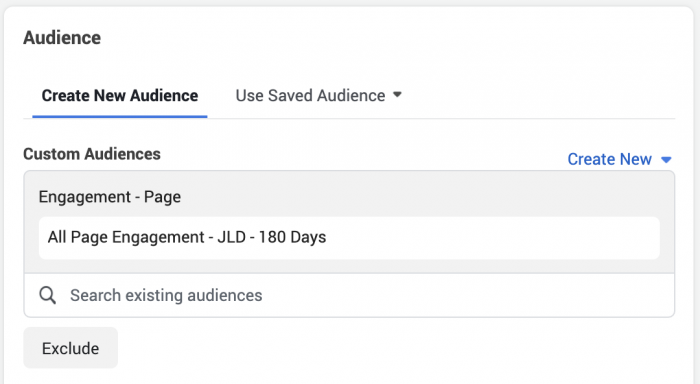 Audience
Create New Audience
Use Saved Audience
Custom Audiences
Create New
Engagement - Page
All Page Engagement - JLD - 180 Days
Search existing audiences
Exclude